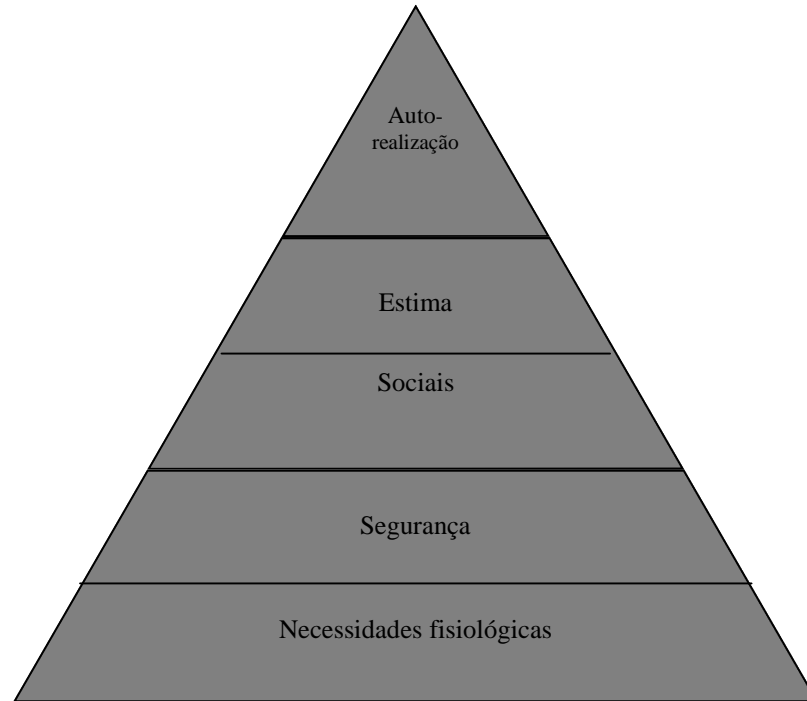 Auto-
realização
Estima
Sociais
Segurança
Necessidades fisiológicas